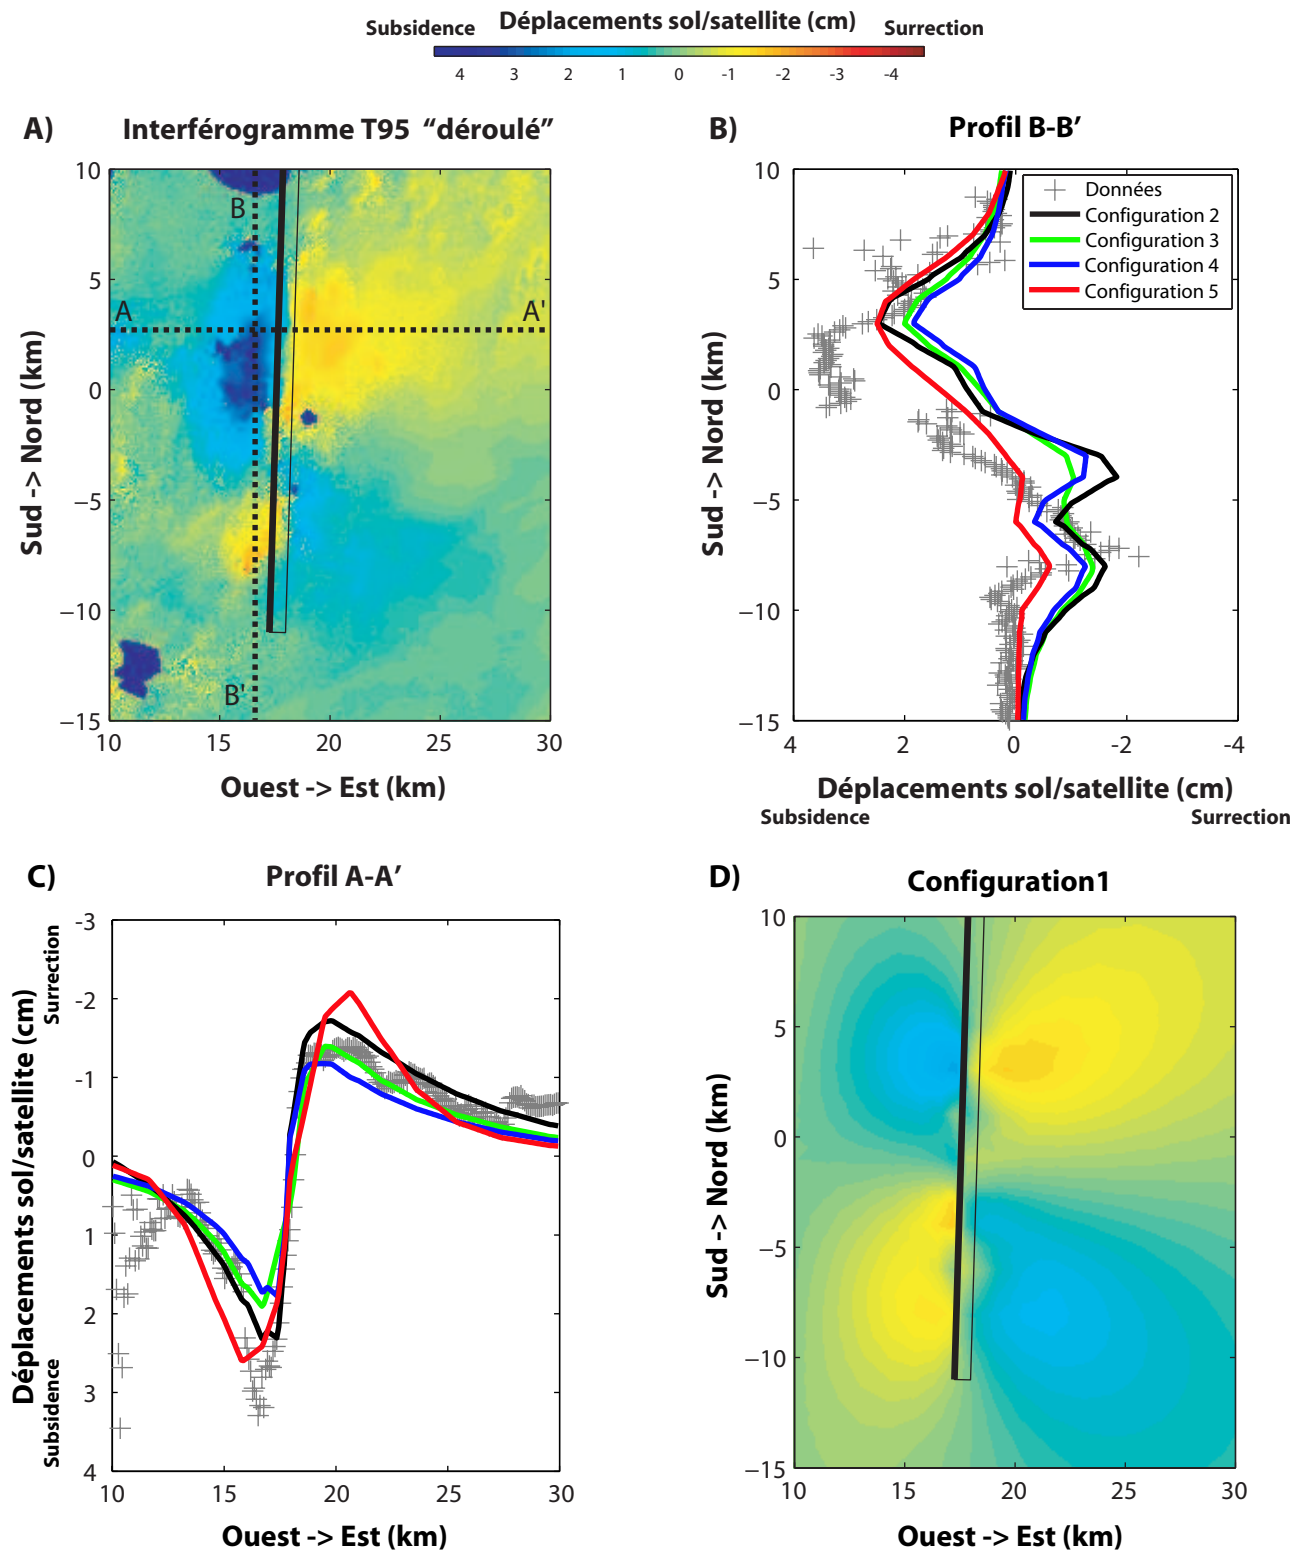 Déplacements sol/satellite (cm)
Subsidence
Surrection
4 3 2 1 0 -1 -2 -3 -4
A) Interférogramme T95 “déroulé”
10
5
0
−5
−10
−15
10 15 20 25 30
Sud -> Nord (km)
Ouest -> Est (km)
B
A
A'
B'
B) Profil B-B’
Données
Configuration 2
Configuration 3
Configuration 4
Configuration 5
10
5
0
−5
−10
−15
4 2 0 -2 -4
Sud -> Nord (km)
Déplacements sol/satellite (cm)
Subsidence
Surrection
C) Profil A-A’
-3
-2
-1
0
1
2
3
4
10 15 20 25 30
Surrection
Déplacements sol/satellite (cm)
Subsidence
Ouest -> Est (km)
D) Configuration1
10
5
0
−5
−10
−15
10 15 20 25 30
Sud -> Nord (km)
Ouest -> Est (km)